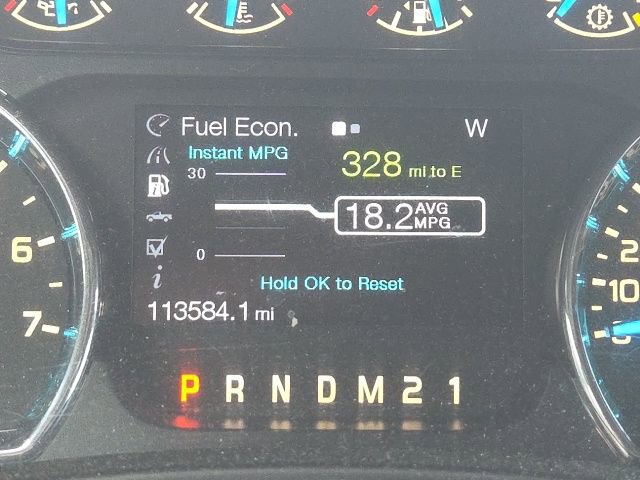 Fuel Econ.
W
Instant MPG
328 mi to E
30
18.2 AVG MPG
0
Hold OK to Reset
i
113584.1 mi
6
7
2
10
P R N D M 2 1